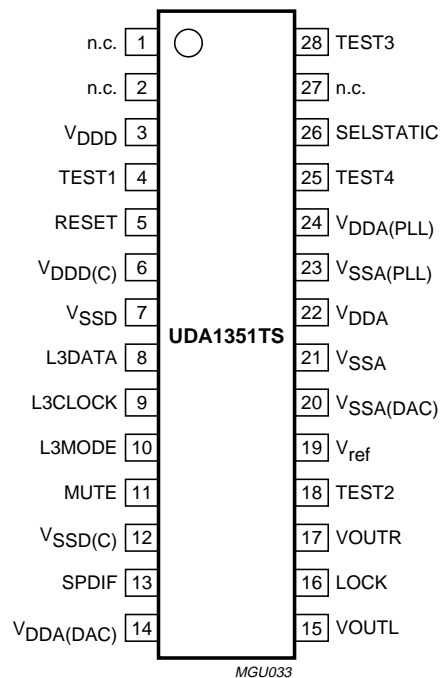 n.c. 1
28 TEST3
n.c. 2
27 n.c.
VDDD 3
26 SELSTATIC
TEST1 4
25 TEST4
RESET 5
24 VDDA(PLL)
VDDD(C) 6
23 VSSA(PLL)
VSSD 7
22 VDDA
UDA1351TS
L3DATA 8
21 VSSA
L3CLOCK 9
20 VSSA(DAC)
L3MODE 10
19 Vref
MUTE 11
18 TEST2
VSSD(C) 12
17 VOUTR
SPDIF 13
16 LOCK
VDDA(DAC) 14
15 VOUTL
MGU033